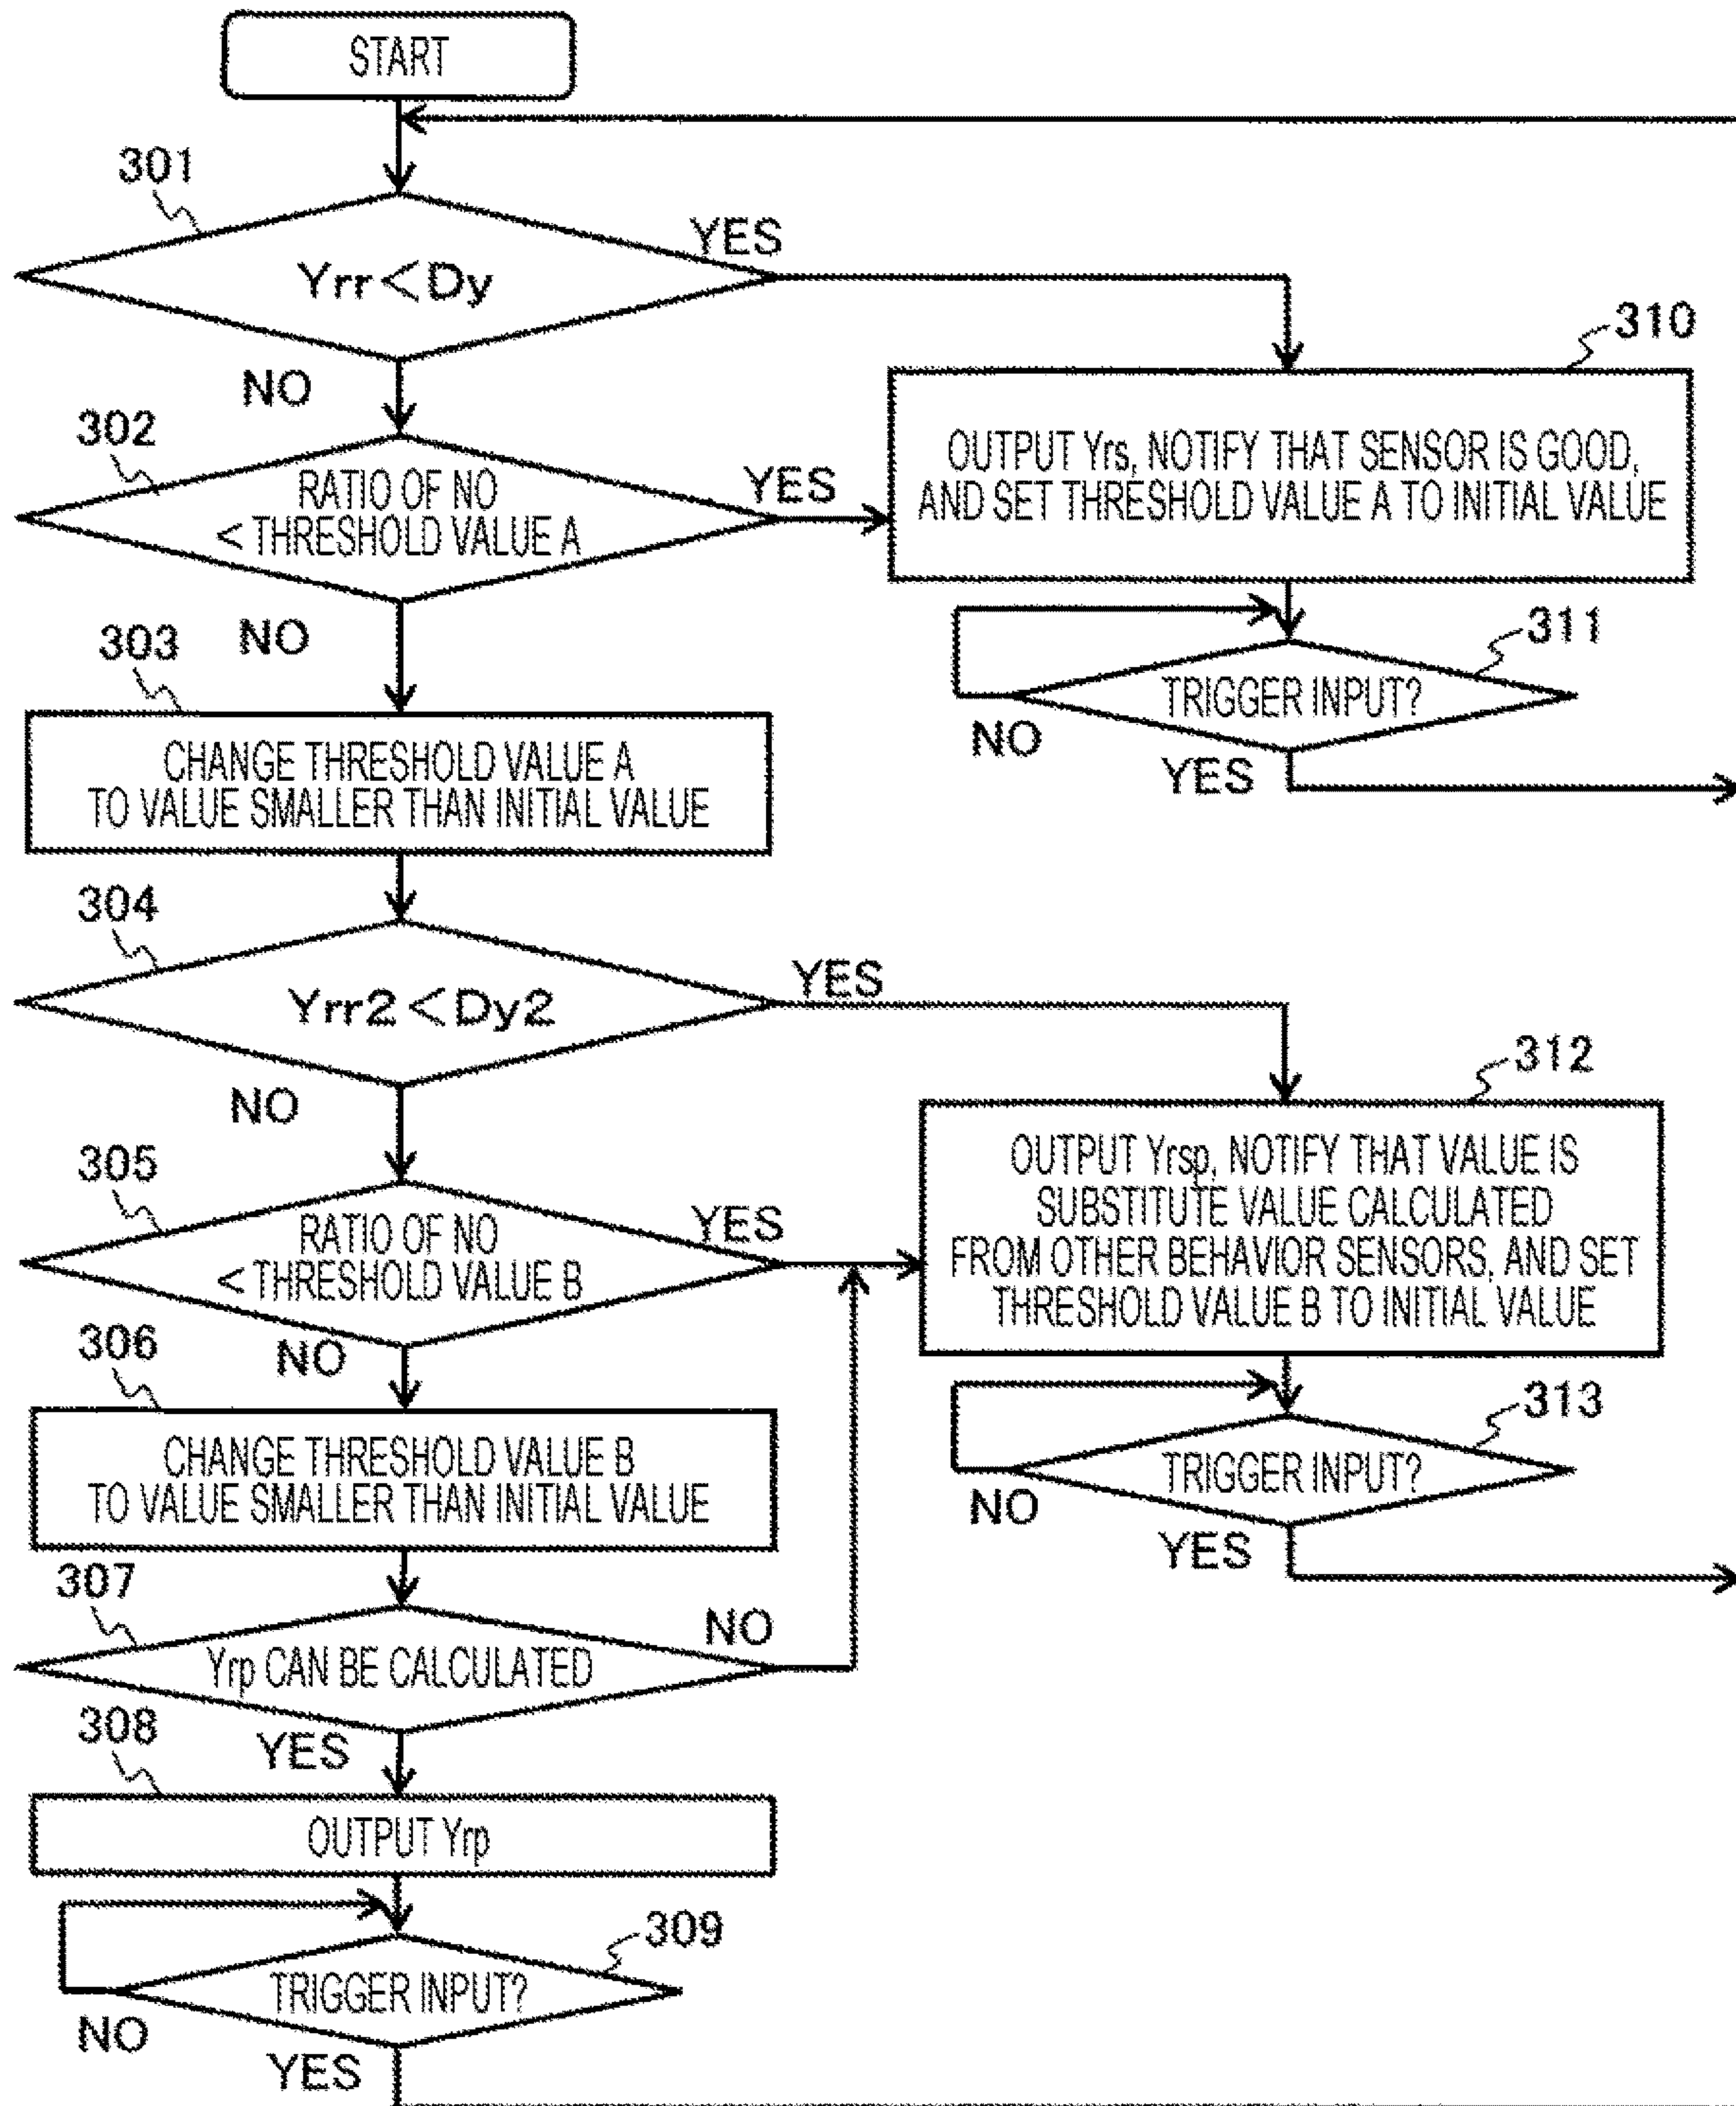 START
301
YES
Yrr<Dy
310
NO
302
RATIO OF NO
< THRESHOLD VALUE A
YES
OUTPUT Yrs, NOTIFY THAT SENSOR IS GOOD,
AND SET THRESHOLD VALUE A TO INITIAL VALUE
NO
303
311
TRIGGER INPUT?
NO
YES
CHANGE THRESHOLD VALUE A
TO VALUE SMALLER THAN INITIAL VALUE
304
YES
Yrr2<Dy2
312
NO
305
RATIO OF NO
< THRESHOLD VALUE B
YES
OUTPUT Yrsp, NOTIFY THAT VALUE IS
SUBSTITUTE VALUE CALCULATED
FROM OTHER BEHAVIOR SENSORS, AND SET
THRESHOLD VALUE B TO INITIAL VALUE
306
NO
313
TRIGGER INPUT?
NO
YES
CHANGE THRESHOLD VALUE B
TO VALUE SMALLER THAN INITIAL VALUE
307
NO
Yrp CAN BE CALCULATED
308
YES
OUTPUT Yrp
309
TRIGGER INPUT?
NO
YES